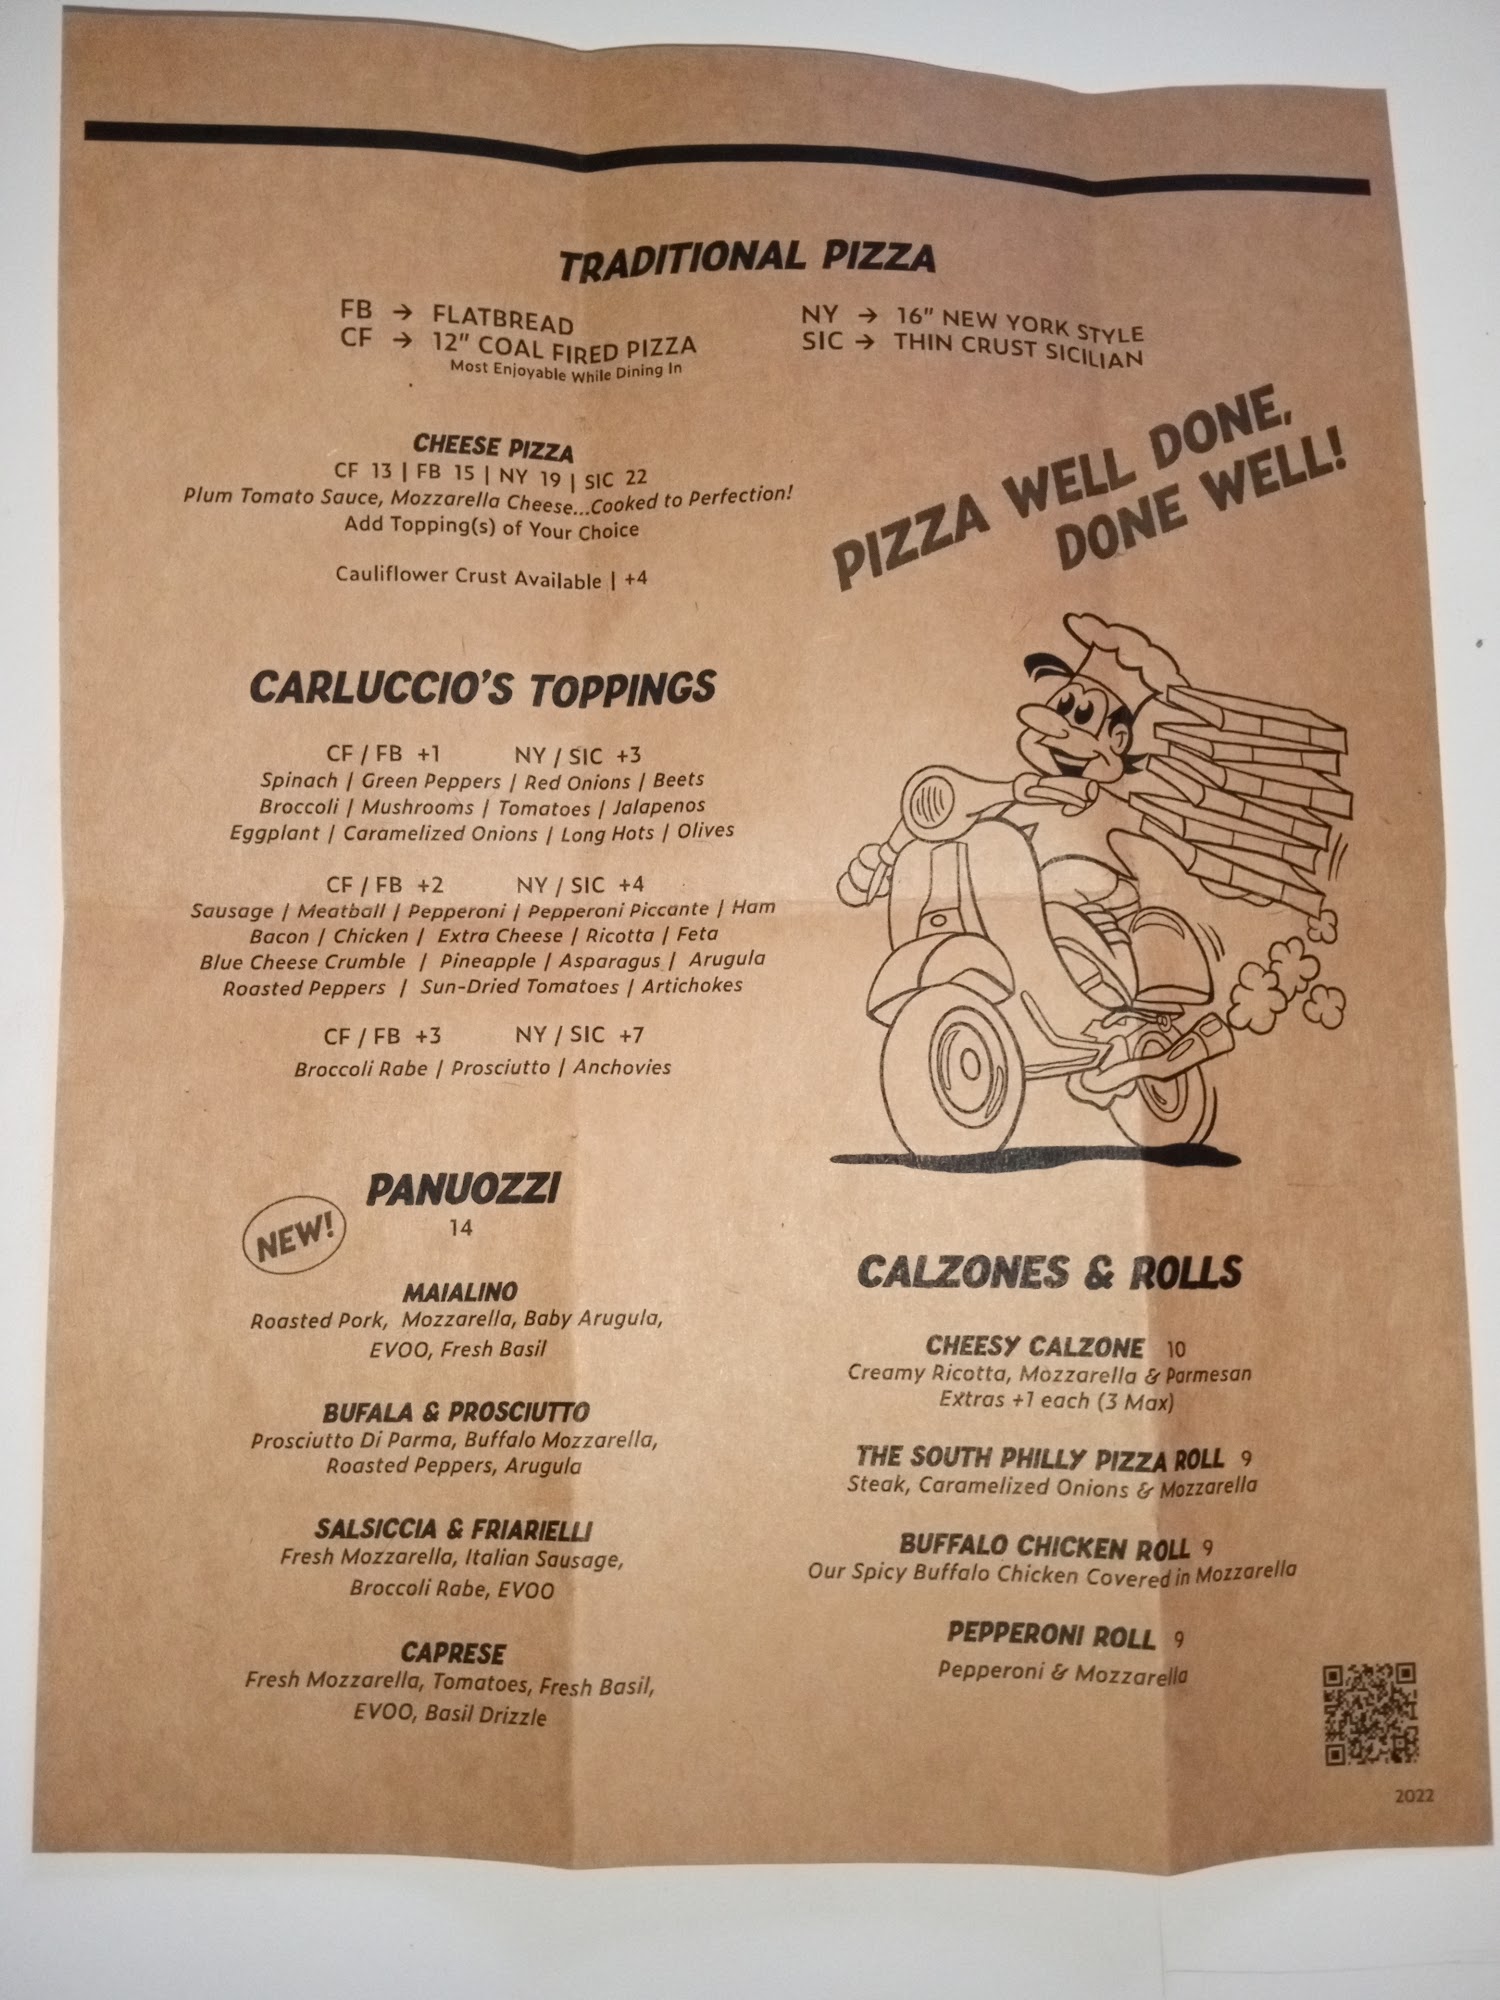 TRADITIONAL PIZZA
FB → FLATBREAD
CF → 12" COAL FIRED PIZZA
Most Enjoyable While Dining In
NY → 16" NEW YORK STYLE
SIC → THIN CRUST SICILIAN
CHEESE PIZZA
CF 13 | FB 15 | NY 19 | SIC 22
Plum Tomato Sauce, Mozzarella Cheese...Cooked to Perfection!
Add Topping(s) of Your Choice
Cauliflower Crust Available | +4
PIZZA WELL DONE,
DONE WELL!
CARLUCCIO'S TOPPINGS
CF / FB +1 NY / SIC +3
Spinach | Green Peppers | Red Onions | Beets
Broccoli | Mushrooms | Tomatoes | Jalapenos
Eggplant | Caramelized Onions | Long Hots | Olives
CF / FB +2 NY / SIC +4
Sausage | Meatball | Pepperoni | Pepperoni Piccante | Ham
Bacon | Chicken | Extra Cheese | Ricotta | Feta
Blue Cheese Crumble | Pineapple | Asparagus | Arugula
Roasted Peppers | Sun-Dried Tomatoes | Artichokes
CF / FB +3 NY / SIC +7
Broccoli Rabe | Prosciutto | Anchovies
PANUOZZI
NEW!
14
MAIALINO
Roasted Pork, Mozzarella, Baby Arugula,
EVOO, Fresh Basil
BUFALA & PROSCIUTTO
Prosciutto Di Parma, Buffalo Mozzarella,
Roasted Peppers, Arugula
SALSICCIA & FRIARIELLI
Fresh Mozzarella, Italian Sausage,
Broccoli Rabe, EVOO
CAPRESE
Fresh Mozzarella, Tomatoes, Fresh Basil,
EVOO, Basil Drizzle
CALZONES & ROLLS
CHEESY CALZONE 10
Creamy Ricotta, Mozzarella & Parmesan
Extras +1 each (3 Max)
THE SOUTH PHILLY PIZZA ROLL 9
Steak, Caramelized Onions & Mozzarella
BUFFALO CHICKEN ROLL 9
Our Spicy Buffalo Chicken Covered in Mozzarella
PEPPERONI ROLL 9
Pepperoni & Mozzarella
2022